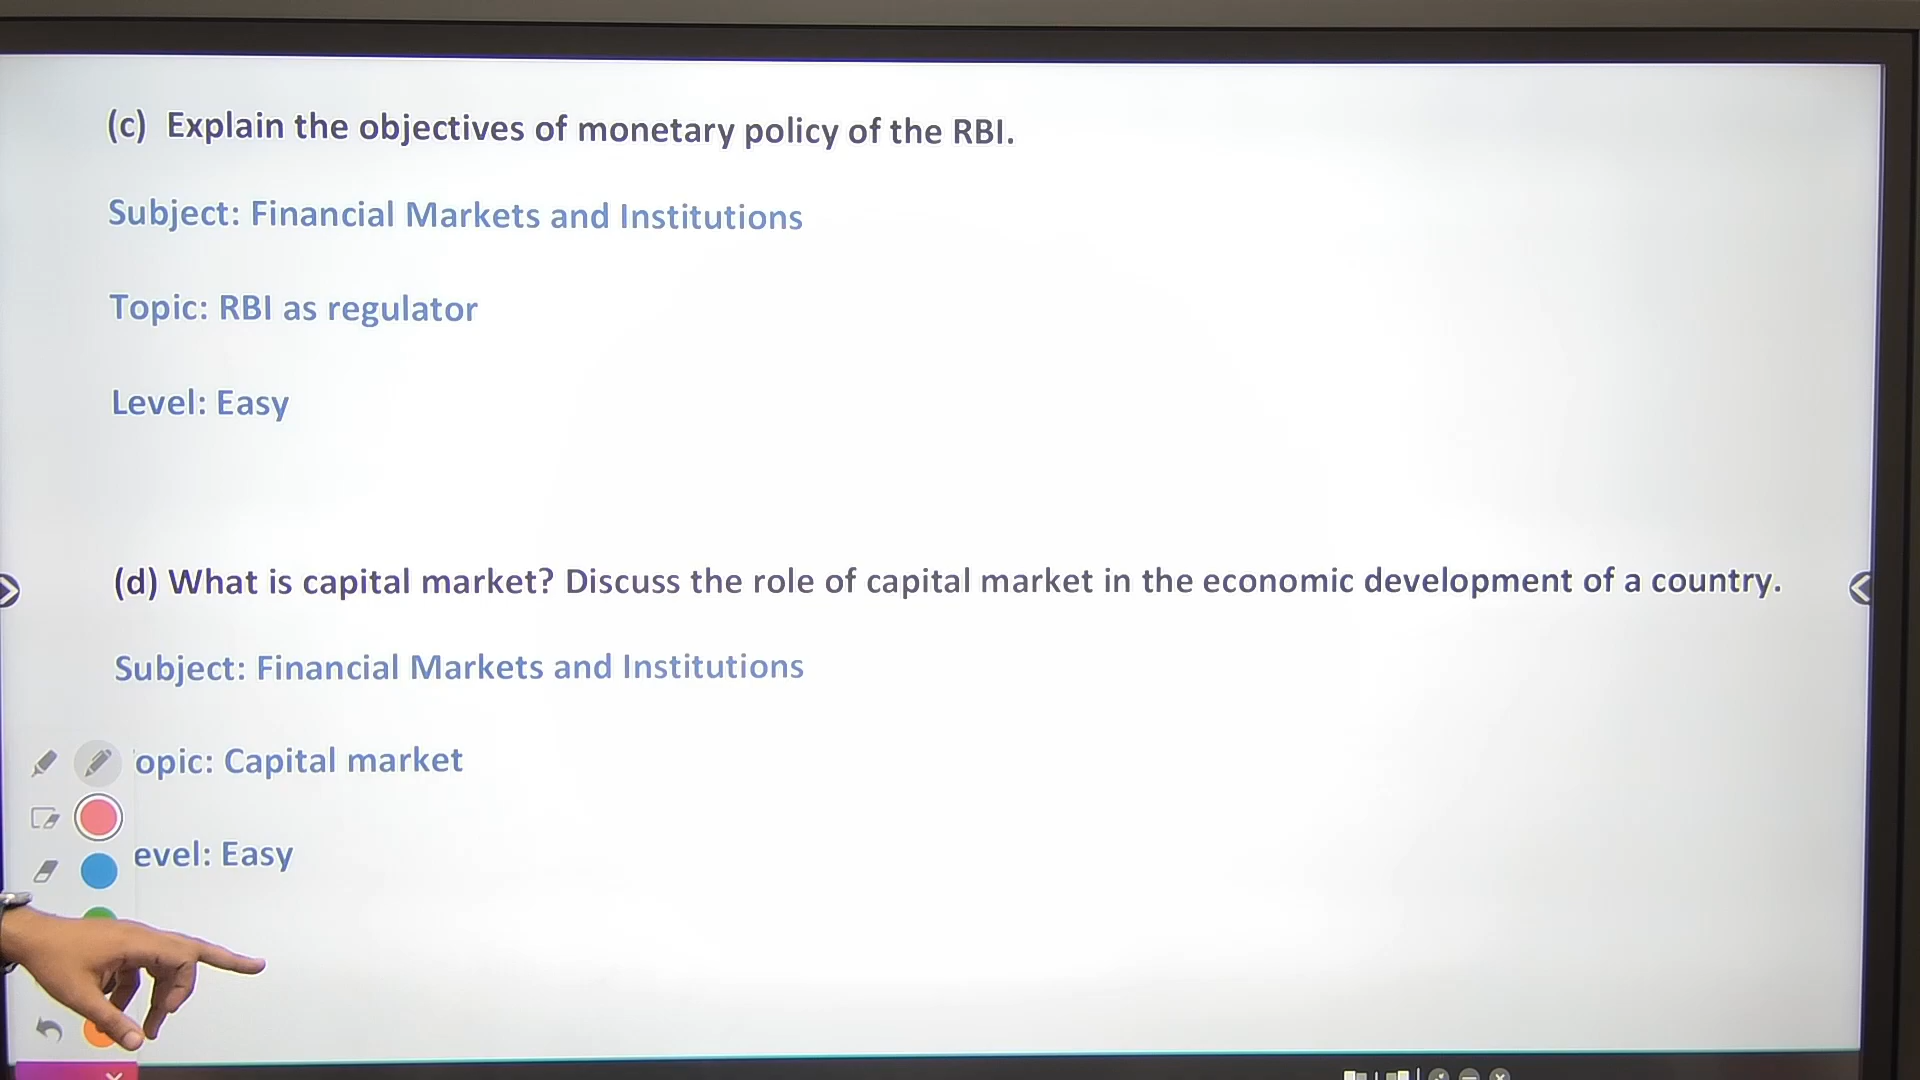 (c) Explain the objectives of monetary policy of the RBI.
Subject: Financial Markets and Institutions
Topic: RBI as regulator
Level: Easy
(d) What is capital market? Discuss the role of capital market in the economic development of a country.
Subject: Financial Markets and Institutions
opic: Capital market
evel: Easy